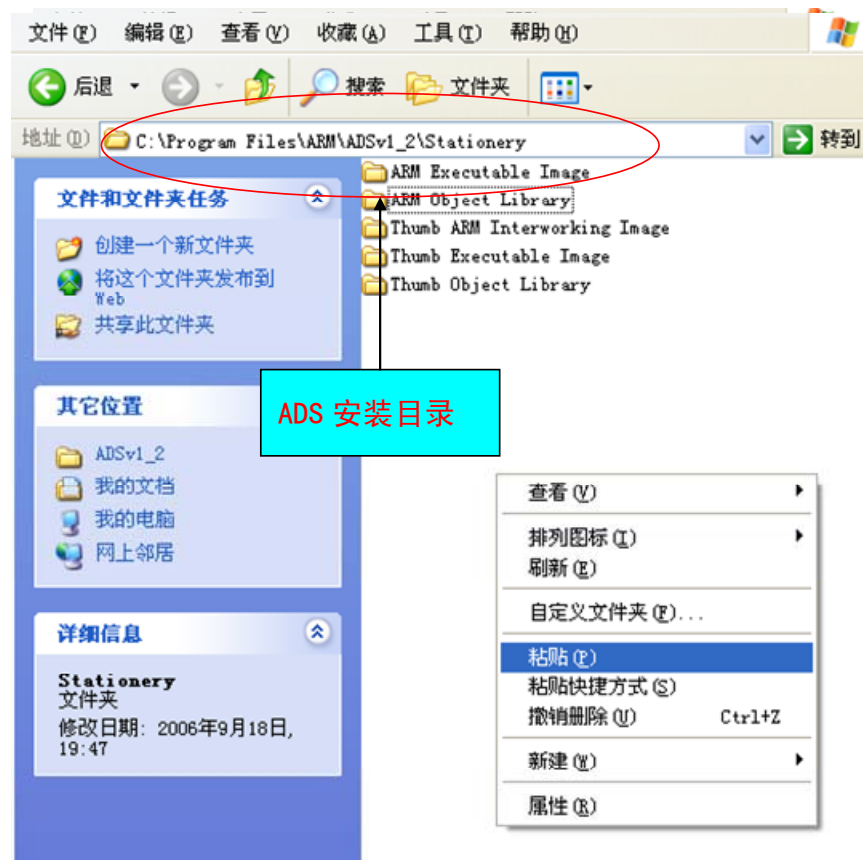 文件(F) 编辑(E) 查看(V) 收藏(A) 工具(T) 帮助(H)
后退 搜索 文件夹
地址(D) C:\Program Files\ARM\ADSv1_2\Stationery 转到
文件和文件夹任务
创建一个新文件夹
将这个文件夹发布到
Web
共享此文件夹
其它位置
ADSv1_2
我的文档
我的电脑
网上邻居
详细信息
Stationery
文件夹
修改日期: 2006年9月18日,
19:47
ARM Executable Image
ARM Object Library
Thumb ARM Interworking Image
Thumb Executable Image
Thumb Object Library
ADS 安装目录
查看(V)
排列图标(I)
刷新(E)
自定义文件夹(F)...
粘贴(P)
粘贴快捷方式(S)
撤销删除(U) Ctrl+Z
新建(W)
属性(R)